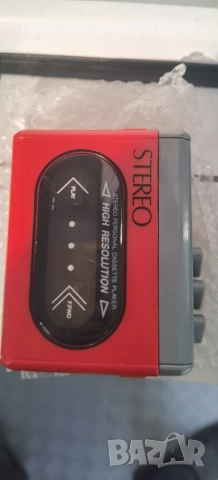 STEREO
STEREO PERSONAL CASSETTE PLAYER
◁ HIGH RESOLUTION ▷
PLAY
F.FWD
BAZAR
bg